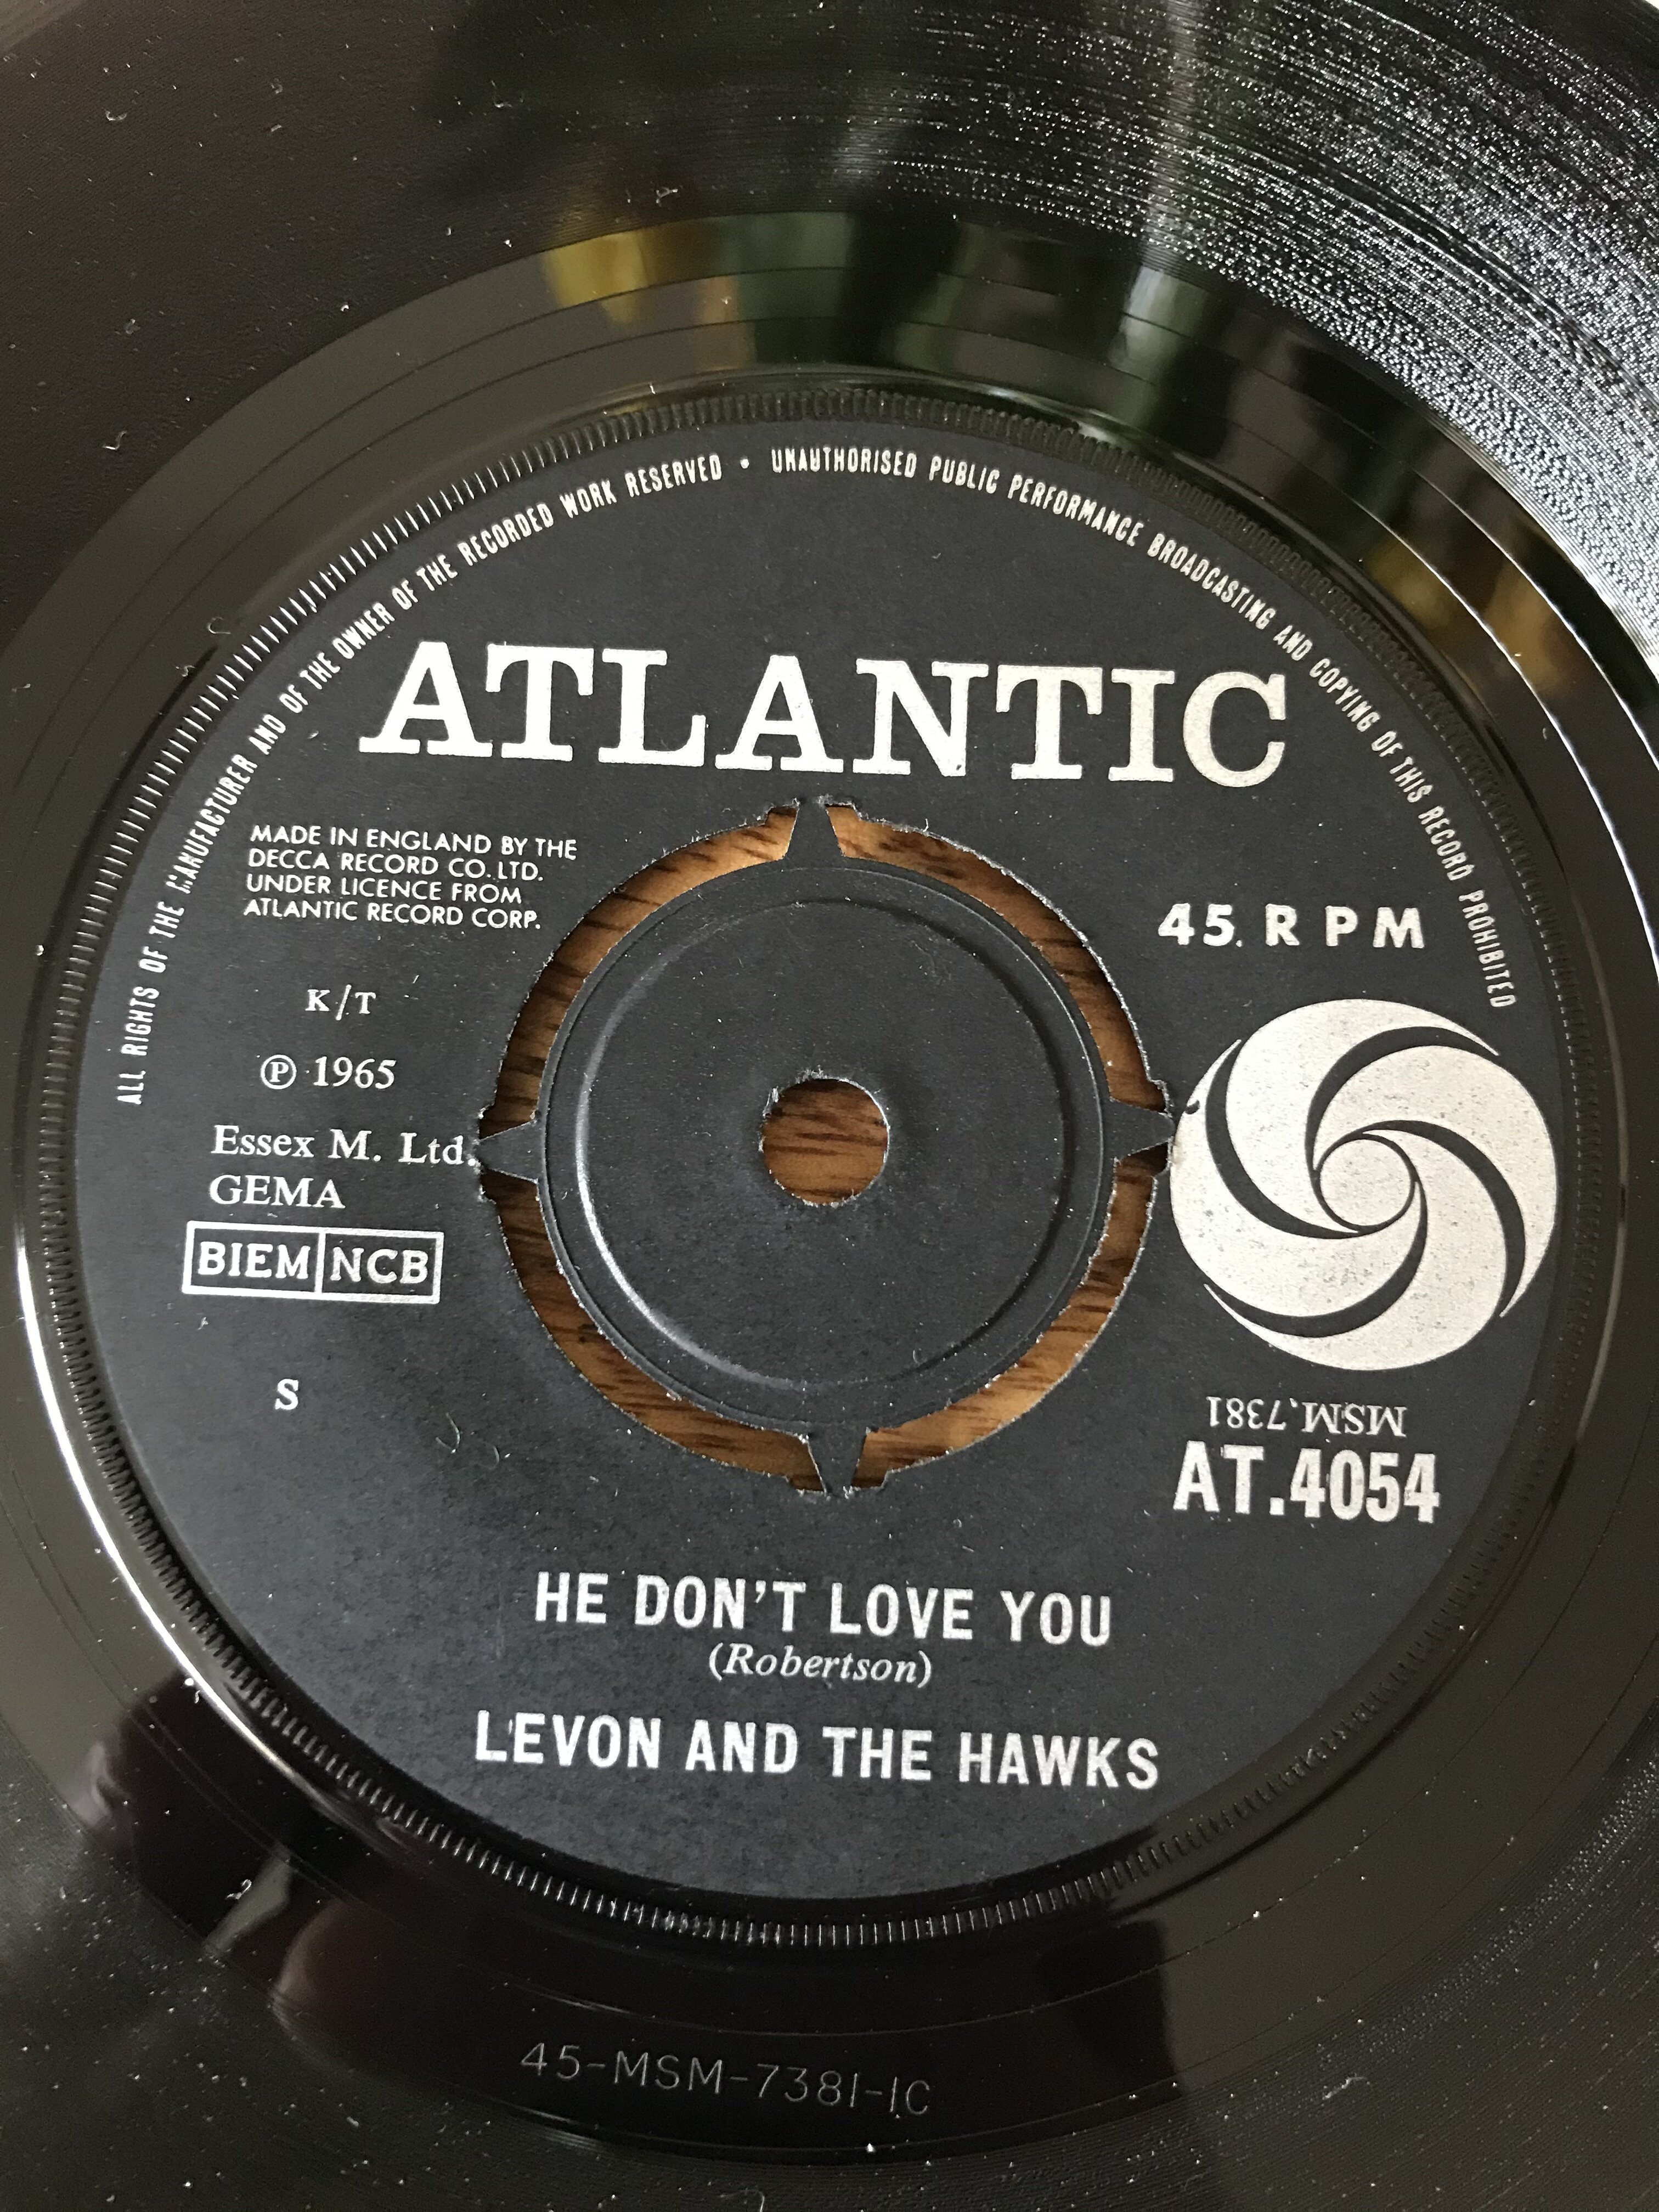 ALL RIGHTS OF THE MANUFACTURER AND OF THE OWNER OF THE RECORDED WORK RESERVED • UNAUTHORISED PUBLIC PERFORMANCE BROADCASTING AND COPYING OF THIS RECORD PROHIBITED
ATLANTIC
MADE IN ENGLAND BY THE
DECCA RECORD CO. LTD.
UNDER LICENCE FROM
ATLANTIC RECORD CORP.
45. RPM
K/T
℗ 1965
Essex M. Ltd.
GEMA
BIEM NCB
S
MSM.7381
AT.4054
HE DON'T LOVE YOU
(Robertson)
LEVON AND THE HAWKS
45-MSM-7381-1C